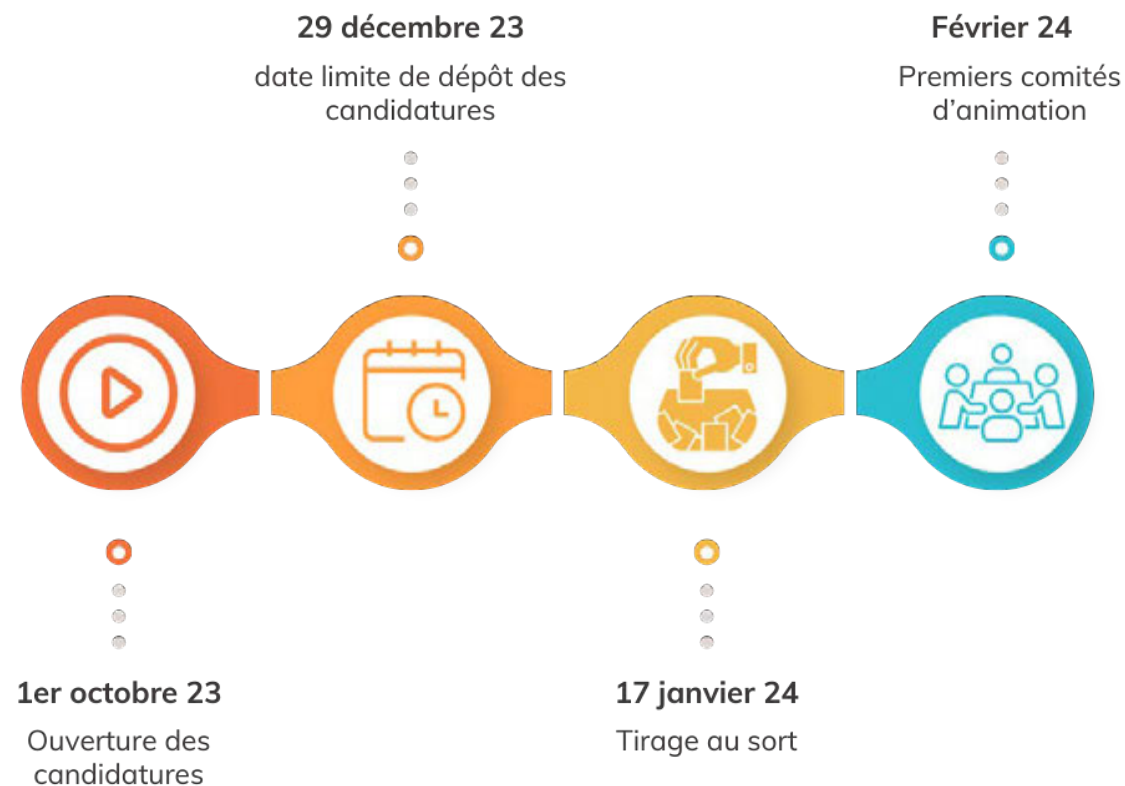 29 décembre 23
date limite de dépôt des
candidatures
Février 24
Premiers comités
d'animation
1er octobre 23
Ouverture des
candidatures
17 janvier 24
Tirage au sort